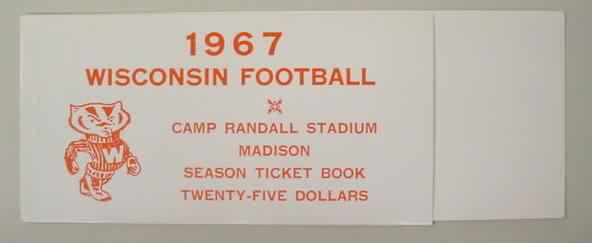 1967
WISCONSIN FOOTBALL
CAMP RANDALL STADIUM
MADISON
SEASON TICKET BOOK
TWENTY-FIVE DOLLARS
W